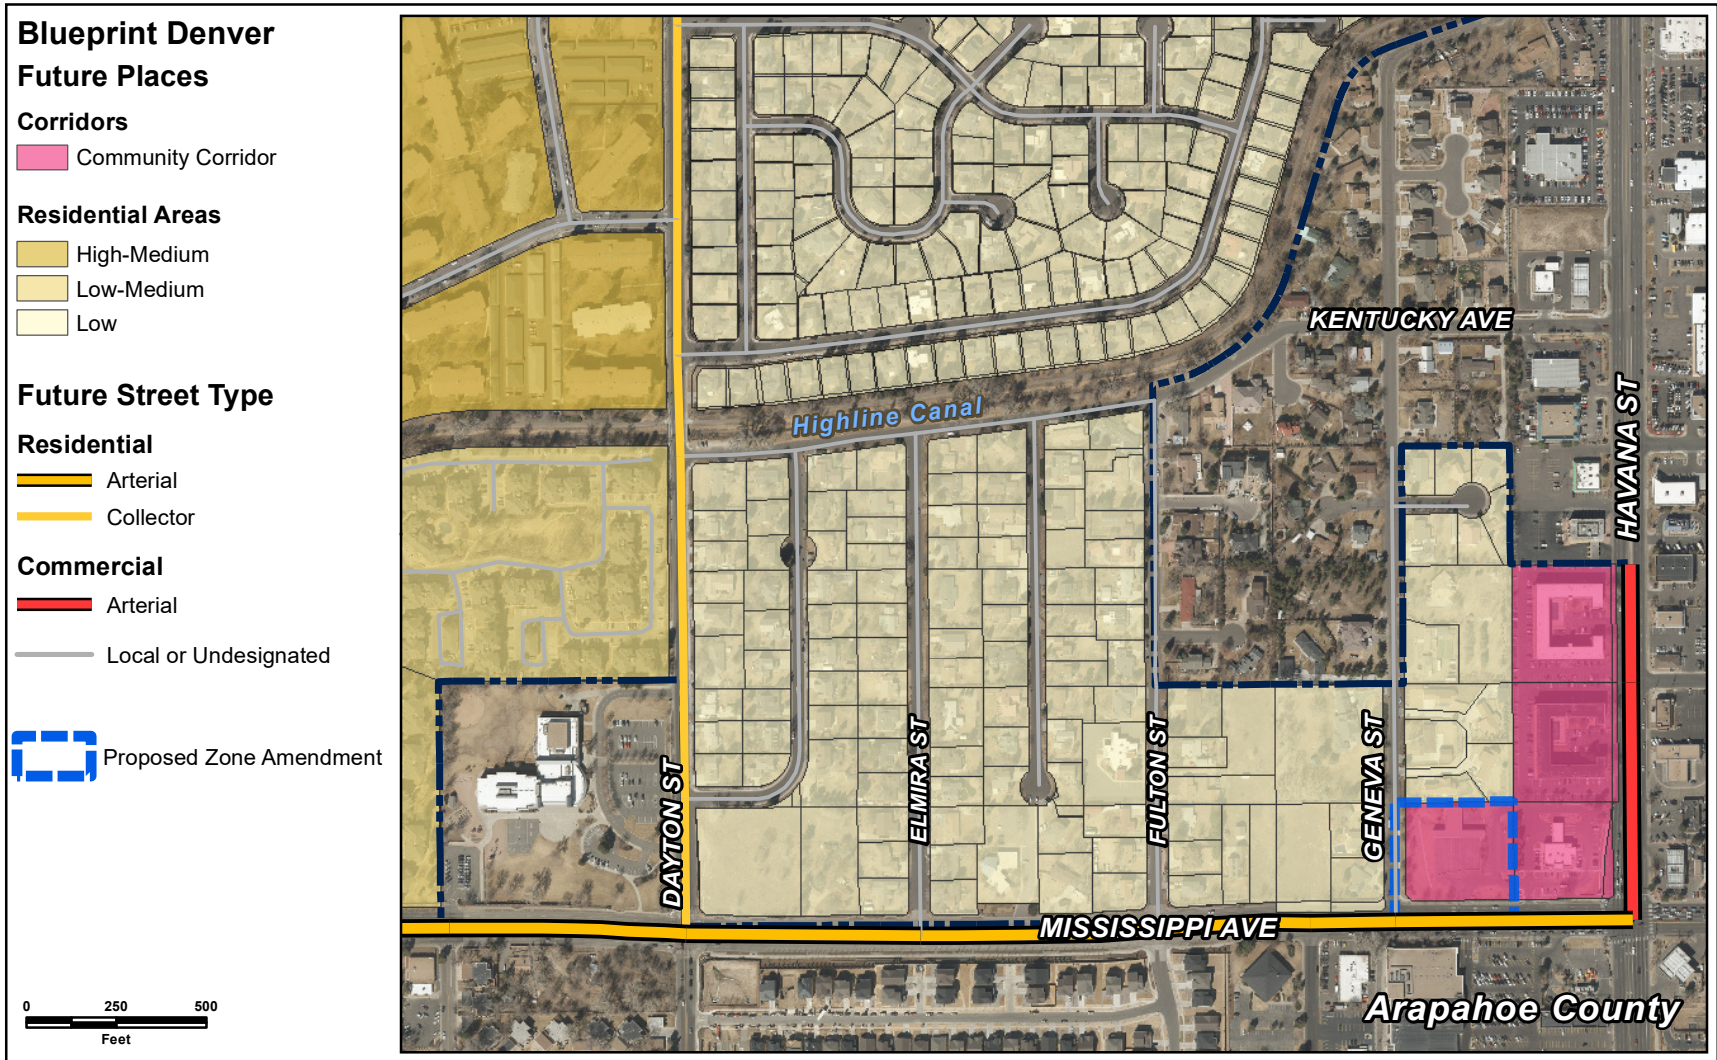 Blueprint Denver
Future Places
Corridors
Community Corridor
Residential Areas
High-Medium
Low-Medium
Low
Future Street Type
Residential
Arterial
Collector
Commercial
Arterial
Local or Undesignated
Proposed Zone Amendment
0 250 500
Feet
Highline Canal
KENTUCKY AVE
HAVANA ST
DAYTON ST
ELMIRA ST
FULTON ST
GENEVA ST
MISSISSIPPI AVE
Arapahoe County